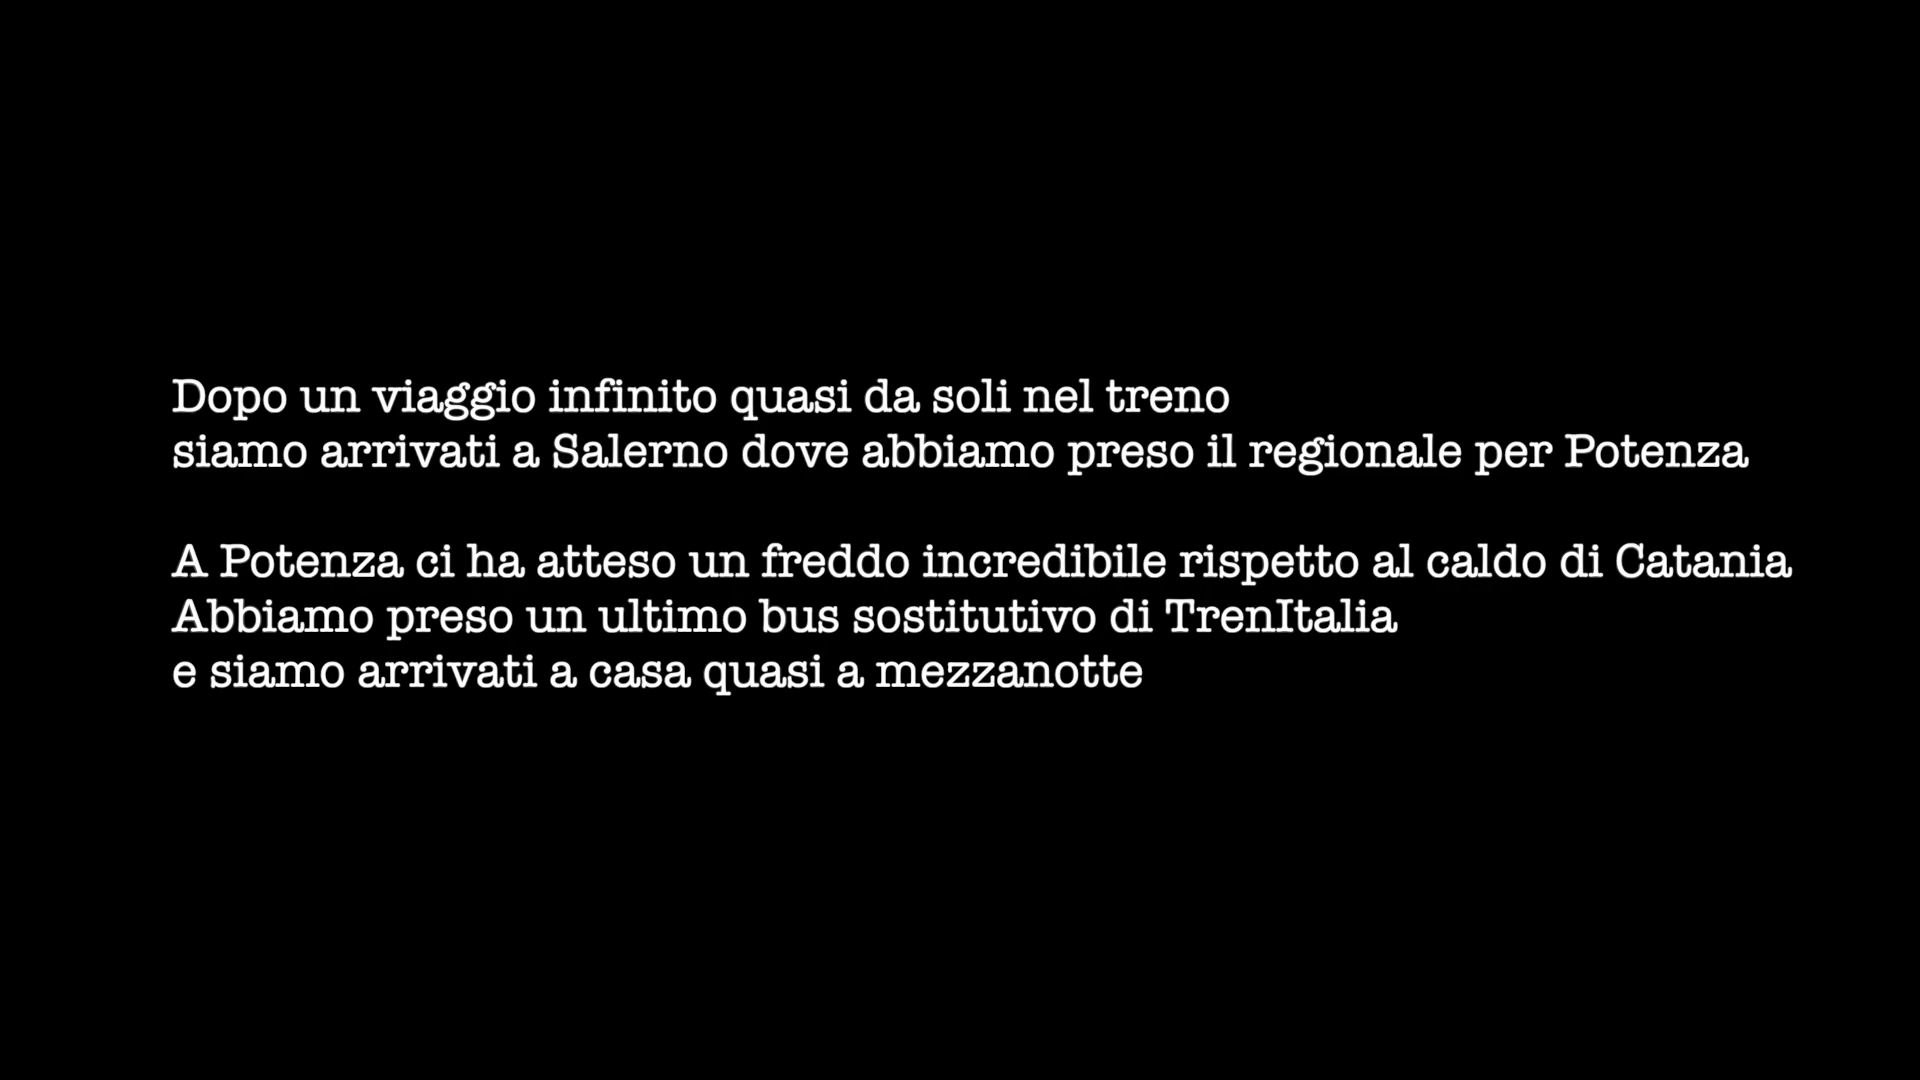 Dopo un viaggio infinito quasi da soli nel treno
siamo arrivati a Salerno dove abbiamo preso il regionale per Potenza
A Potenza ci ha atteso un freddo incredibile rispetto al caldo di Catania
Abbiamo preso un ultimo bus sostitutivo di TrenItalia
e siamo arrivati a casa quasi a mezzanotte